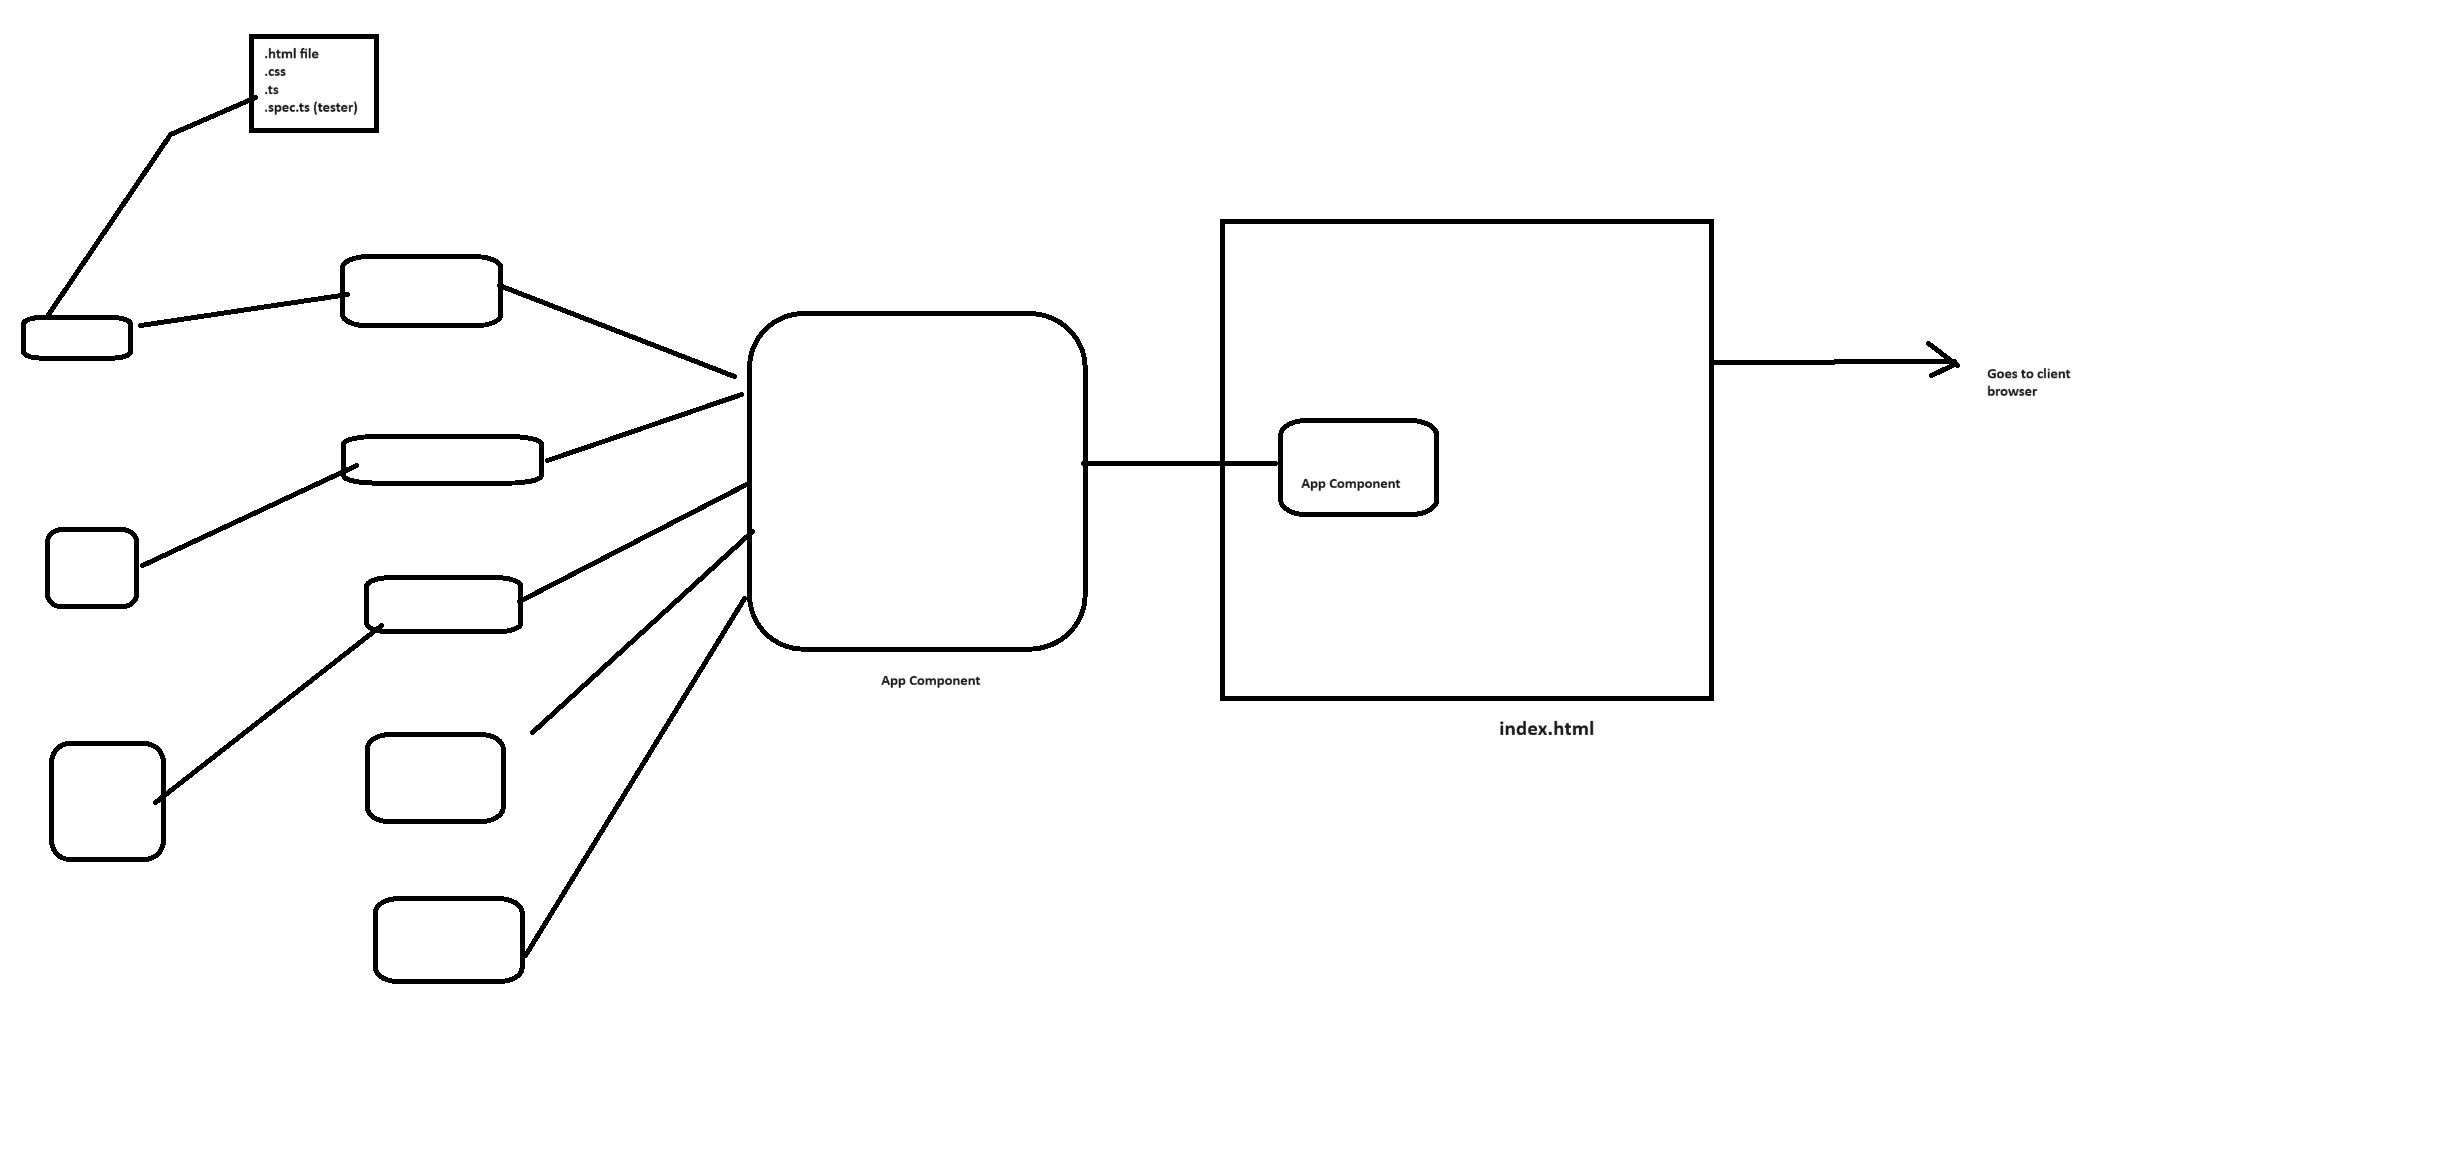 .html file
.css
.ts
.spec.ts (tester)
Goes to client
browser
App Component
App Component
index.html